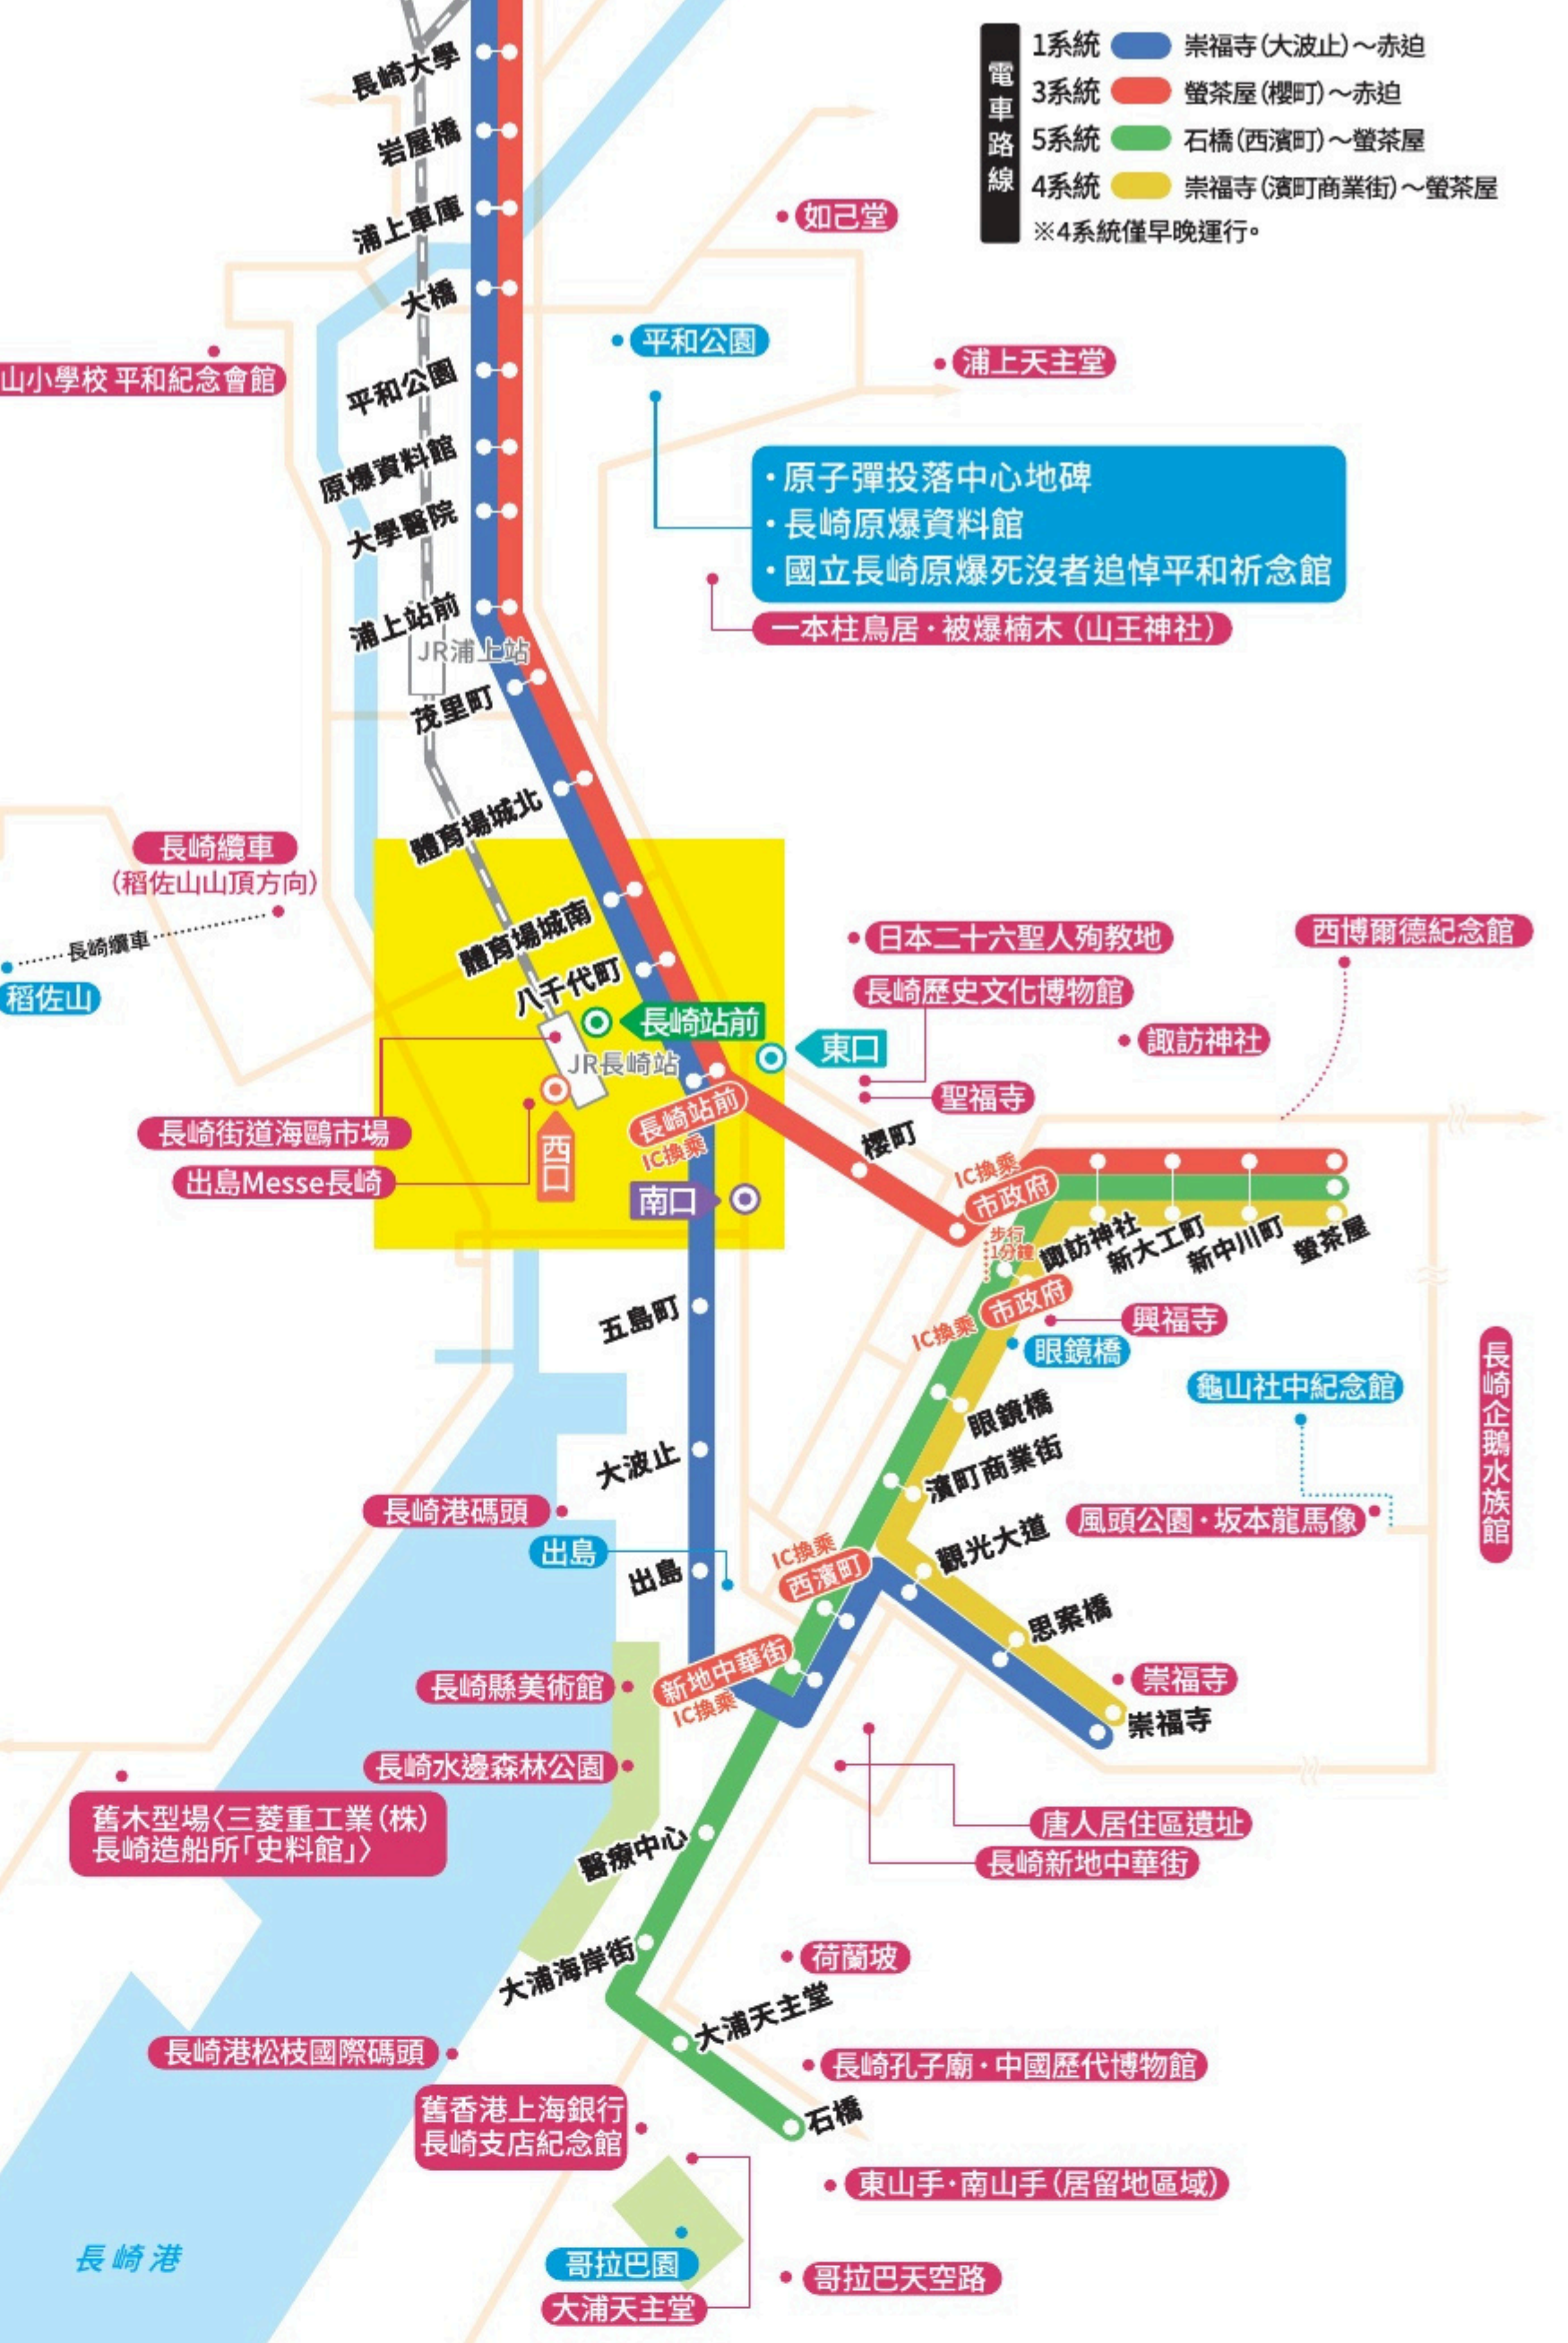 電車路線
1系統 崇福寺(大波止)～赤迫
3系統 螢茶屋(櫻町)～赤迫
5系統 石橋(西濱町)～螢茶屋
4系統 崇福寺(濱町商業街)～螢茶屋
※4系統僅早晚運行。
長崎大學
岩屋橋
浦上車庫
如己堂
大橋
平和公園
浦上天主堂
山小學校 平和紀念會館
平和公園
原爆資料館
・原子彈投落中心地碑
・長崎原爆資料館
・國立長崎原爆死沒者追悼平和祈念館
大學醫院
浦上站前
一本柱鳥居・被爆楠木(山王神社)
JR浦上站
茂里町
體育場城北
長崎纜車
(稻佐山山頂方向)
長崎纜車
稻佐山
體育場城南
八千代町
日本二十六聖人殉教地
西博爾德紀念館
長崎歷史文化博物館
長崎站前
東口
諏訪神社
JR長崎站
聖福寺
長崎站前
IC換乘
長崎街道海鷗市場
西口
出島Messe長崎
南口
櫻町
IC換乘
市政府
步行
1分鐘
諏訪神社
新大工町
新中川町
螢茶屋
市政府
IC換乘
興福寺
眼鏡橋
五島町
龜山社中紀念館
眼鏡橋
長崎企鵝水族館
大波止
濱町商業街
長崎港碼頭
風頭公園・坂本龍馬像
出島
觀光大道
IC換乘
西濱町
出島
思案橋
新地中華街
IC換乘
長崎縣美術館
崇福寺
崇福寺
長崎水邊森林公園
舊木型場〈三菱重工業(株)
長崎造船所「史料館」〉
唐人居住區遺址
長崎新地中華街
醫療中心
大浦海岸街
荷蘭坡
大浦天主堂
長崎港松枝國際碼頭
長崎孔子廟・中國歷代博物館
舊香港上海銀行
長崎支店紀念館
石橋
東山手・南山手(居留地區域)
長崎港
哥拉巴園
大浦天主堂
哥拉巴天空路